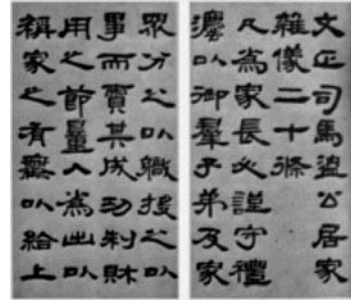 文正司馬溫公居家
雜儀二十條
凡爲家長必謹守禮
灋以御羣子弟及家
眾分之以職授之以
事而責其成功制財
用之節量入爲出以
稱家之有無以給上